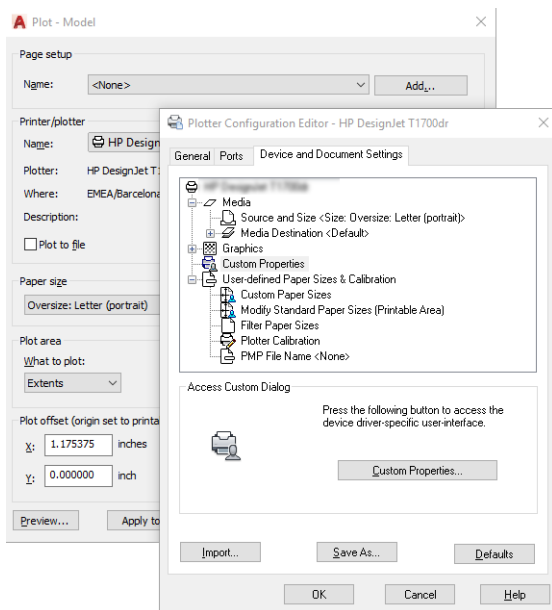 Plot - Model
Page setup
Name: <None> Add...
Printer/plotter
Name: HP Design
Plotter: HP DesignJet T1
Where: EMEA/Barcelona
Description:
Plot to file
Paper size
Oversize: Letter (portrait)
Plot area
What to plot:
Extents
Plot offset (origin set to printa
X: 1.175375 inches
Y: 0.000000 inch
Preview... Apply to
Plotter Configuration Editor - HP DesignJet T1700dr
General Ports Device and Document Settings
Media
Source and Size <Size: Oversize: Letter (portrait)>
Media Destination <Default>
Graphics
Custom Properties
User-defined Paper Sizes & Calibration
Custom Paper Sizes
Modify Standard Paper Sizes (Printable Area)
Filter Paper Sizes
Plotter Calibration
PMP File Name <None>
Access Custom Dialog
Press the following button to access the
device driver-specific user-interface.
Custom Properties...
Import... Save As... Defaults
OK Cancel Help